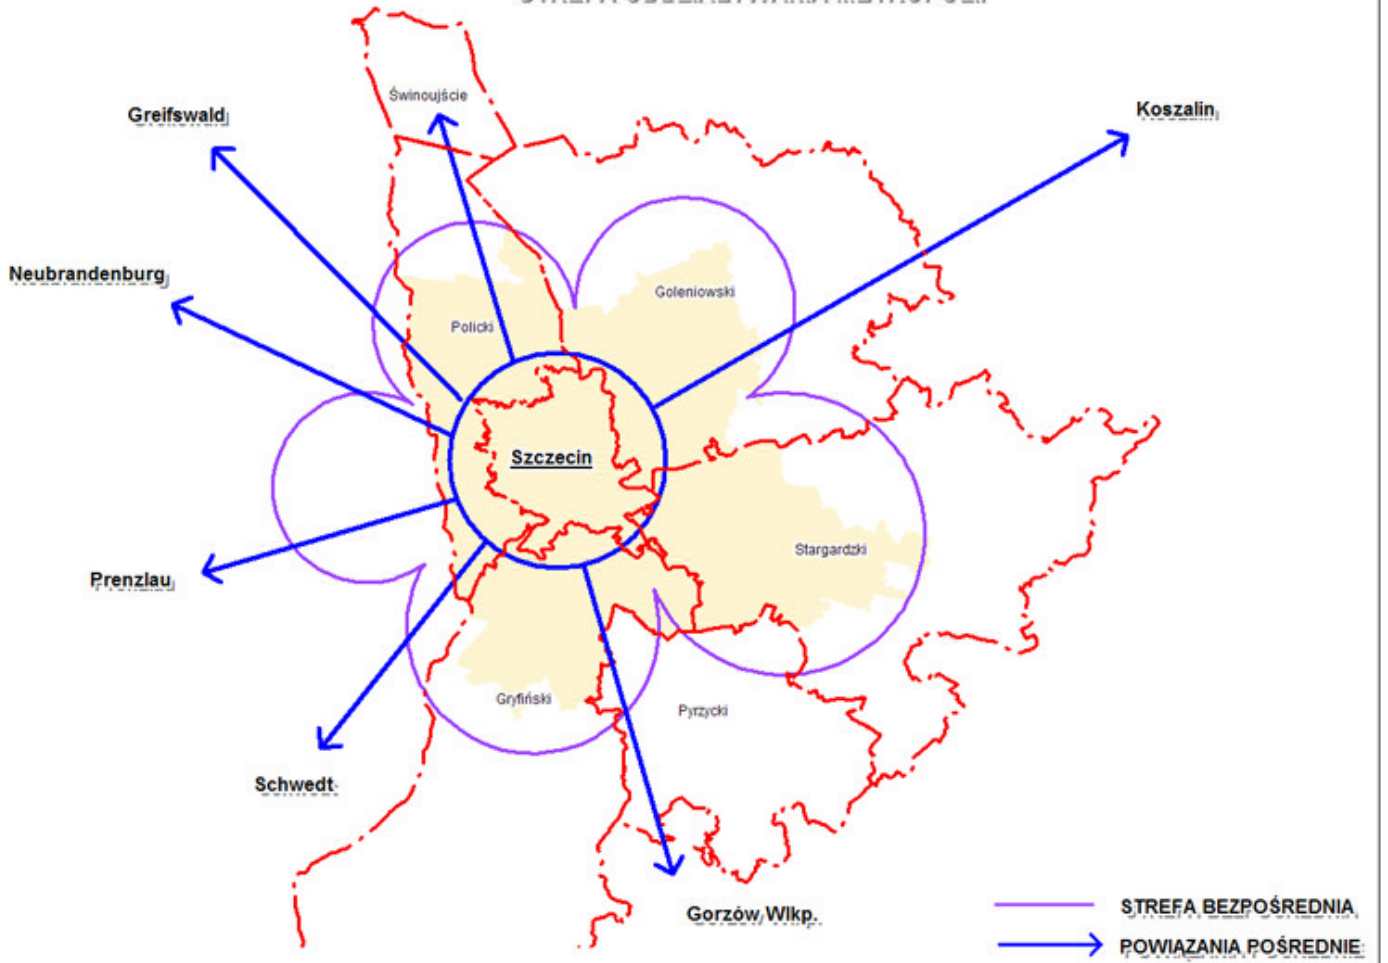 Świnoujście
Greifswald
Koszalin
Neubrandenburg
Goleniowski
Policki
Szczecin
Stargardzki
Prenzlau
Gryfiński
Pyrzycki
Schwedt
Gorzów Wlkp.
STREFA BEZPOŚREDNIA
POWIĄZANIA POŚREDNIE